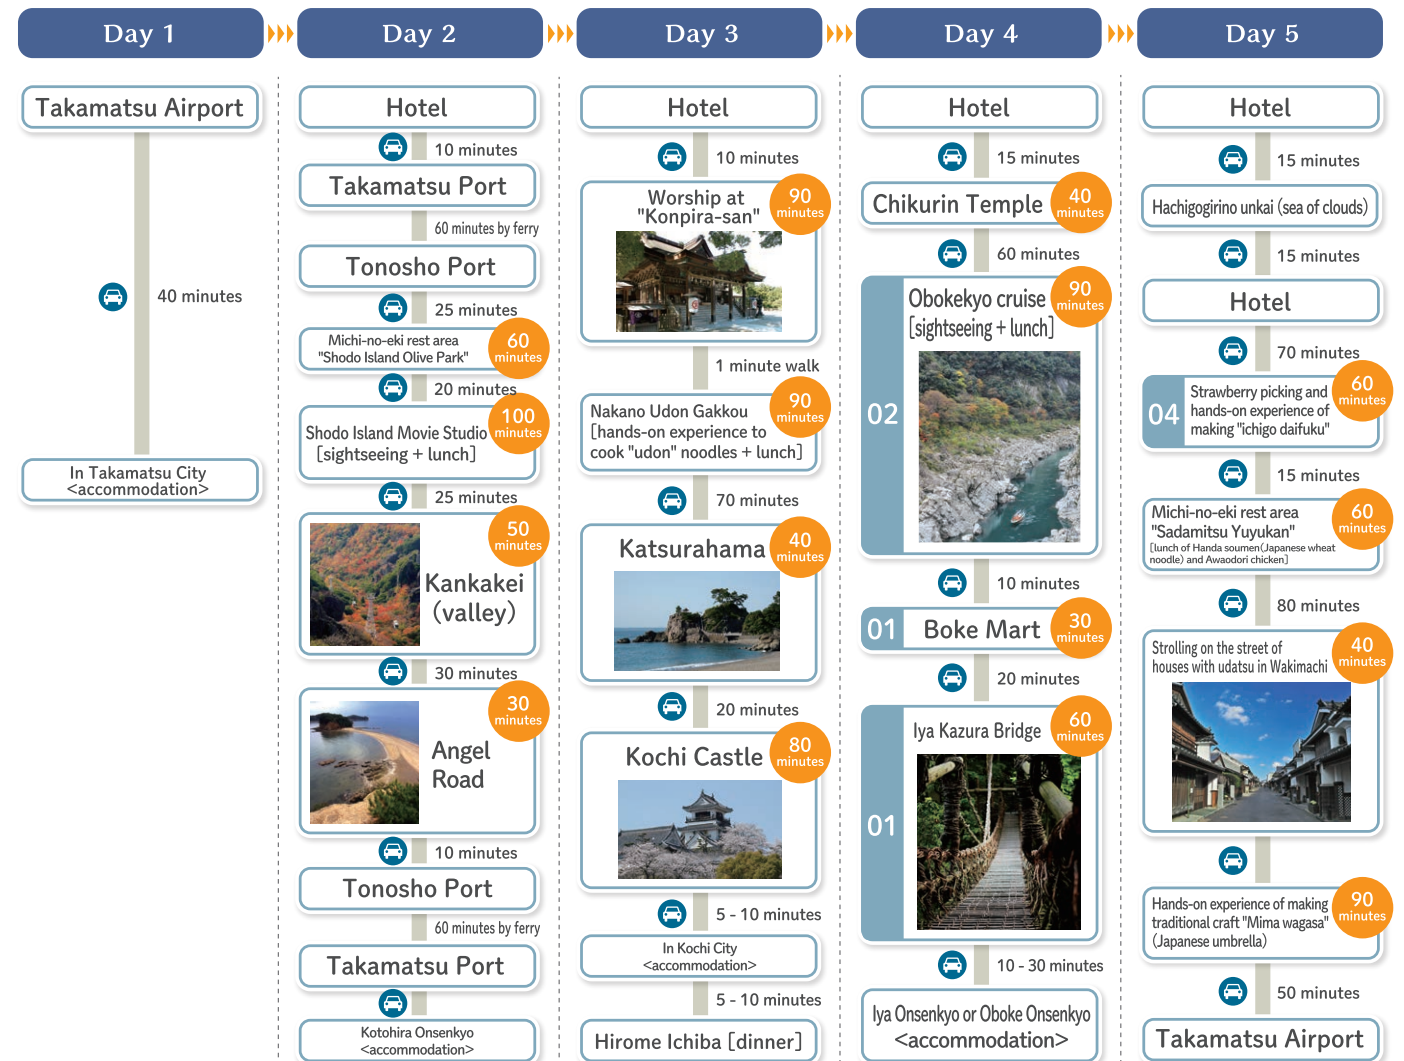 Day 1
Takamatsu Airport
40 minutes
In Takamatsu City
<accommodation>
Day 2
Hotel
10 minutes
Takamatsu Port
60 minutes by ferry
Tonosho Port
25 minutes
Michi-no-eki rest area
"Shodo Island Olive Park"
60
minutes
20 minutes
Shodo Island Movie Studio
[sightseeing + lunch]
100
minutes
25 minutes
Kankakei
(valley)
50
minutes
30 minutes
Angel
Road
30
minutes
10 minutes
Tonosho Port
60 minutes by ferry
Takamatsu Port
Kotohira Onsenkyo
<accommodation>
Day 3
Hotel
10 minutes
Worship at
"Konpira-san"
90
minutes
1 minute walk
Nakano Udon Gakkou
[hands-on experience to
cook "udon" noodles + lunch]
90
minutes
70 minutes
Katsurahama
40
minutes
20 minutes
Kochi Castle
80
minutes
5 - 10 minutes
In Kochi City
<accommodation>
5 - 10 minutes
Hirome Ichiba [dinner]
Day 4
Hotel
15 minutes
Chikurin Temple
40
minutes
60 minutes
02
Obokekyo cruise
[sightseeing + lunch]
90
minutes
10 minutes
01
Boke Mart
30
minutes
20 minutes
01
Iya Kazura Bridge
60
minutes
10 - 30 minutes
Iya Onsenkyo or Oboke Onsenkyo
<accommodation>
Day 5
Hotel
15 minutes
Hachigogirino unkai (sea of clouds)
15 minutes
Hotel
70 minutes
04
Strawberry picking and
hands-on experience of
making "ichigo daifuku"
60
minutes
15 minutes
Michi-no-eki rest area
"Sadamitsu Yuyukan"
[lunch of Handa soumen(Japanese wheat
noodle) and Awaodori chicken]
60
minutes
80 minutes
Strolling on the street of
houses with udatsu in Wakimachi
40
minutes
Hands-on experience of making
traditional craft "Mima wagasa"
(Japanese umbrella)
90
minutes
50 minutes
Takamatsu Airport